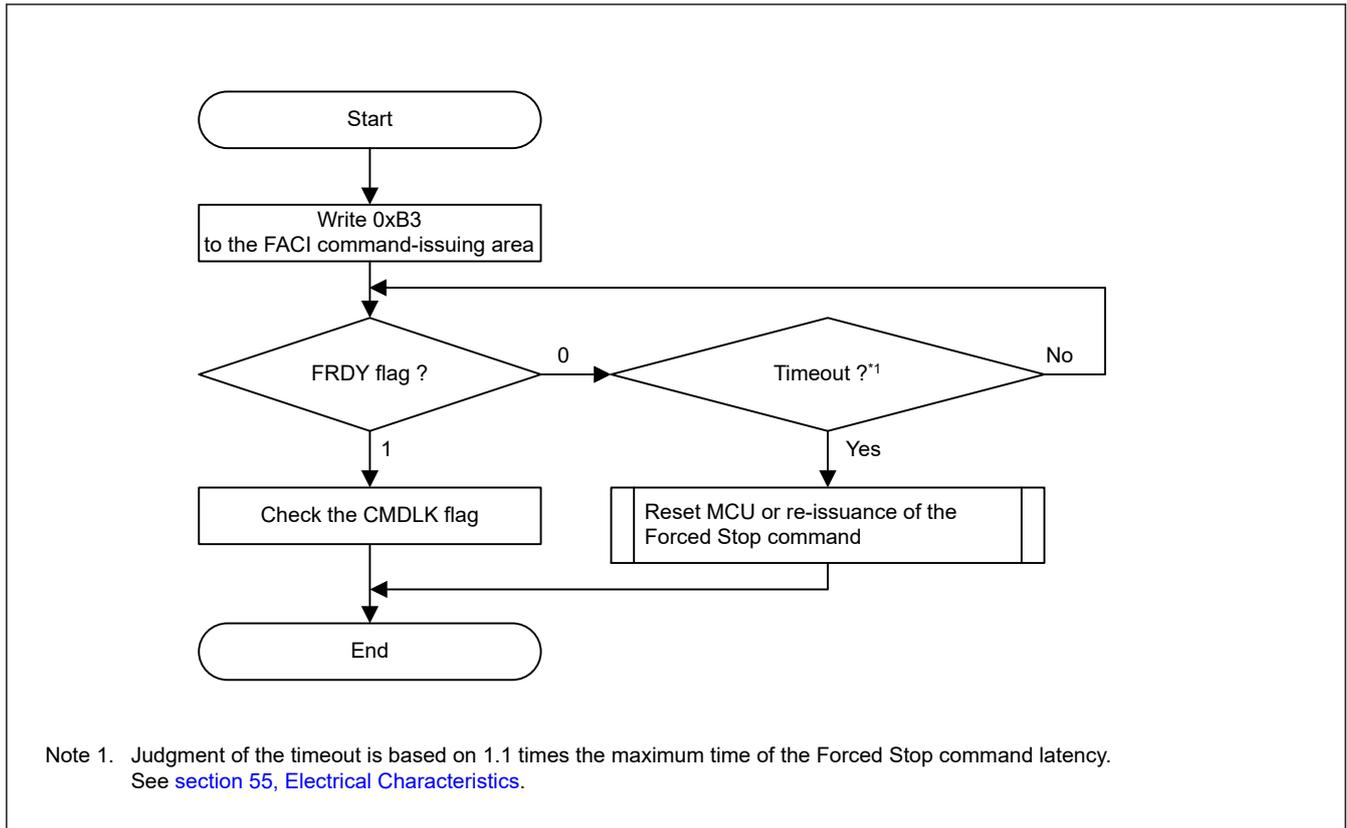 Start
Write 0xB3
to the FACI command-issuing area
FRDY flag ?
0
Timeout ?*1
No
1
Yes
Check the CMDLK flag
Reset MCU or re-issuance of the
Forced Stop command
End
Note 1. Judgment of the timeout is based on 1.1 times the maximum time of the Forced Stop command latency.
See section 55, Electrical Characteristics.